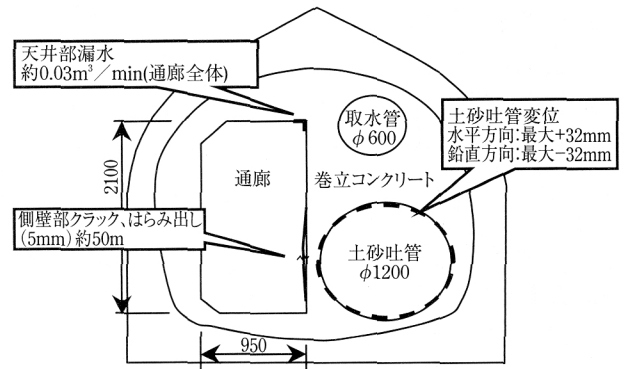 天井部漏水
約0.03m³／min(通廊全体)
取水管
φ600
土砂吐管変位
水平方向:最大+32mm
鉛直方向:最大−32mm
2100
通廊
巻立コンクリート
側壁部クラック、はらみ出し
(5mm)約50m
土砂吐管
φ1200
950